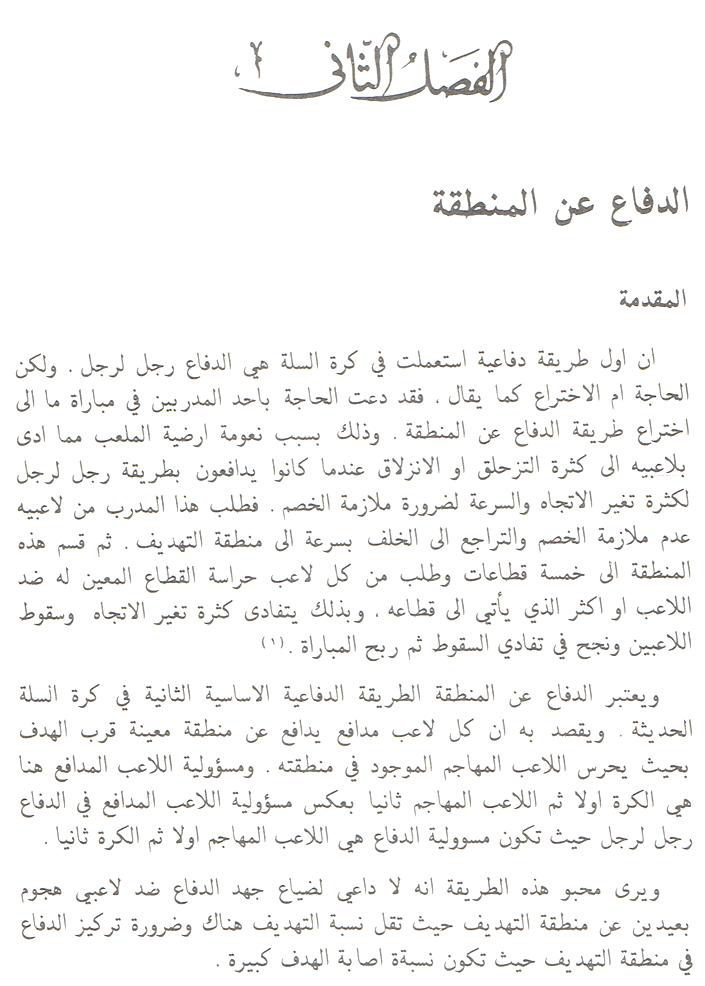 الفصل الثاني
الدفاع عن المنطقة
المقدمة
ان اول طريقة دفاعية استعملت في كرة السلة هي الدفاع رجل لرجل . ولكن
الحاجة ام الاختراع كما يقال . فقد دعت الحاجة باحد المدربين في مباراة ما الى
اختراع طريقة الدفاع عن المنطقة . وذلك بسبب نعومة ارضية الملعب مما ادى
بلاعبيه الى كثرة التزحلق او الانزلاق عندما كانوا يدافعون بطريقة رجل لرجل
لكثرة تغير الاتجاه والسرعة لضرورة ملازمة الخصم . فطلب هذا المدرب من لاعبيه
عدم ملازمة الخصم والتراجع الى الخلف بسرعة الى منطقة التهديف . ثم قسم هذه
المنطقة الى خمسة قطاعات وطلب من كل لاعب حراسة القطاع المعين له ضد
اللاعب او اكثر الذي يأتي الى قطاعه . وبذلك يتفادى كثرة تغير الاتجاه وسقوط
اللاعبين ونجح في تفادي السقوط ثم ربح المباراة .(١)
ويعتبر الدفاع عن المنطقة الطريقة الدفاعية الاساسية الثانية في كرة السلة
الحديثة . ويقصد به ان كل لاعب مدافع يدافع عن منطقة معينة قرب الهدف
بحيث يحرس اللاعب المهاجم الموجود في منطقته . ومسؤولية اللاعب المدافع هنا
هي الكرة اولا ثم اللاعب المهاجم ثانيا بعكس مسؤولية اللاعب المدافع في الدفاع
رجل لرجل حيث تكون مسوولية الدفاع هي اللاعب المهاجم اولا ثم الكرة ثانيا .
ويرى محبو هذه الطريقة انه لا داعي لضياع جهد الدفاع ضد لاعبي هجوم
بعيدين عن منطقة التهديف حيث تقل نسبة التهديف هناك وضرورة تركيز الدفاع
في منطقة التهديف حيث تكون نسبةة اصابة الهدف كبيرة .